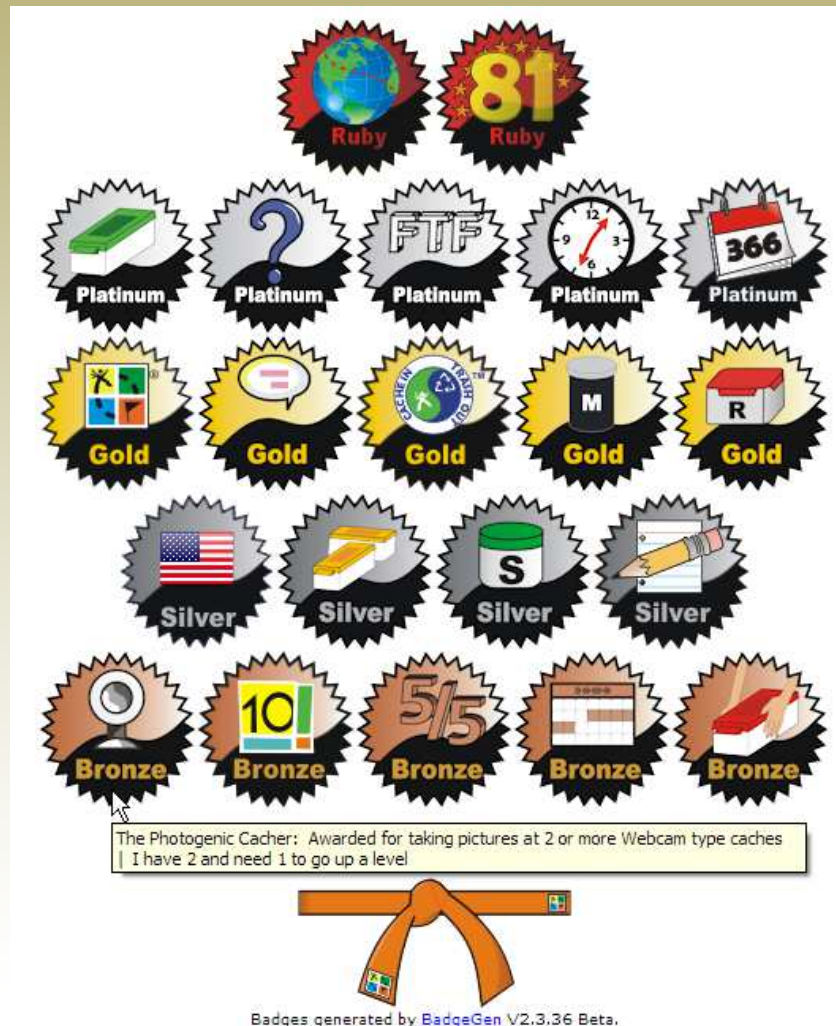 81
Ruby Ruby
FTF
12
9 3
6
366
Platinum Platinum Platinum Platinum Platinum
®
CACHE IN TRASH OUT ™
M
R
Gold Gold Gold Gold Gold
S
Silver Silver Silver Silver
10!
5/5
Bronze Bronze Bronze Bronze Bronze
The Photogenic Cacher: Awarded for taking pictures at 2 or more Webcam type caches
| I have 2 and need 1 to go up a level
Badges generated by BadgeGen V2.3.36 Beta.